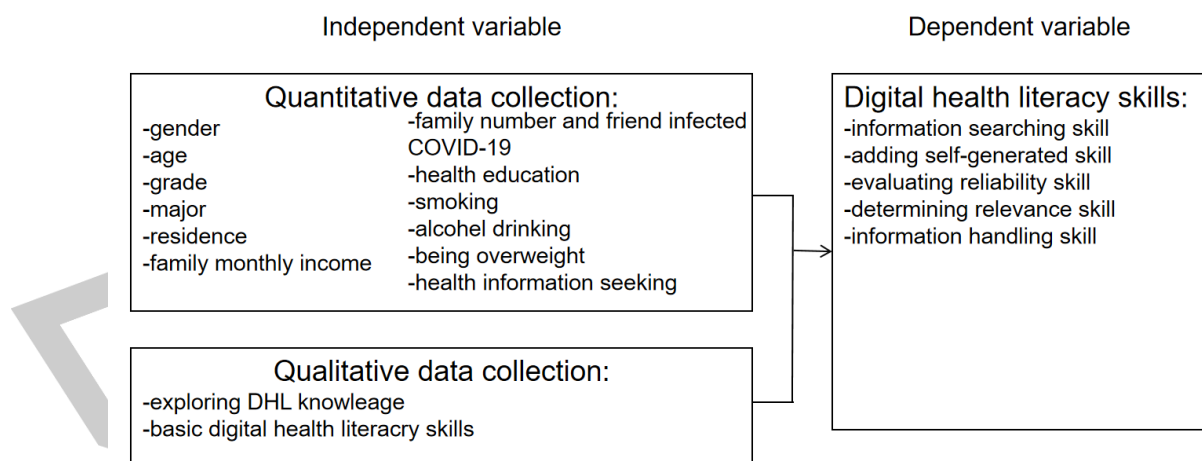 Independent variable
Dependent variable
Quantitative data collection:
-gender
-age
-grade
-major
-residence
-family monthly income
-family number and friend infected
COVID-19
-health education
-smoking
-alcohel drinking
-being overweight
-health information seeking
Qualitative data collection:
-exploring DHL knowleage
-basic digital health literacry skills
Digital health literacy skills:
-information searching skill
-adding self-generated skill
-evaluating reliability skill
-determining relevance skill
-information handling skill